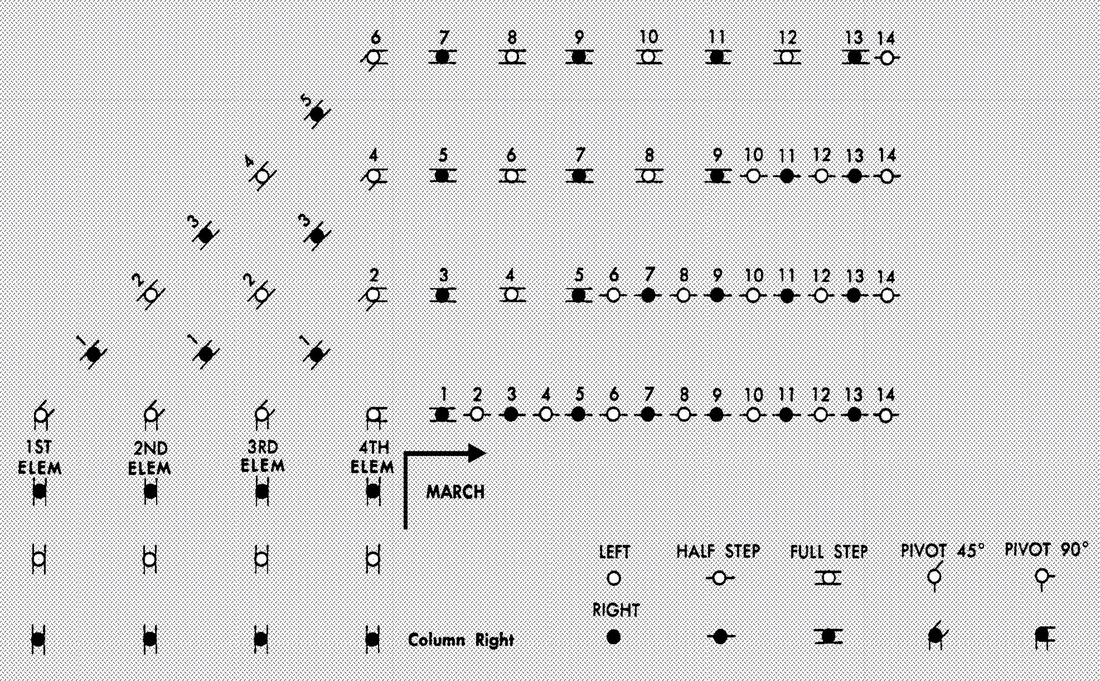 6 7 8 9 10 11 12 13 14
5
4 4 5 6 7 8 9 10 11 12 13 14
3 3
2 2 2 3 4 5 6 7 8 9 10 11 12 13 14
1 1 1
1 2 3 4 5 6 7 8 9 10 11 12 13 14
1ST ELEM
2ND ELEM
3RD ELEM
4TH ELEM
MARCH
LEFT HALF STEP FULL STEP PIVOT 45° PIVOT 90°
RIGHT
Column Right